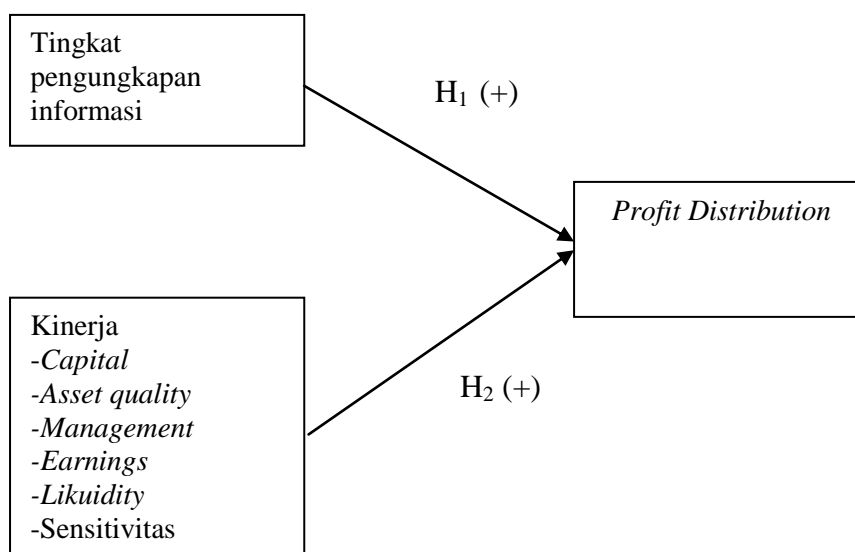 Tingkat
pengungkapan
informasi
H₁ (+)
Profit Distribution
Kinerja
-Capital
-Asset quality
-Management
-Earnings
-Likuidity
-Sensitivitas
H₂ (+)